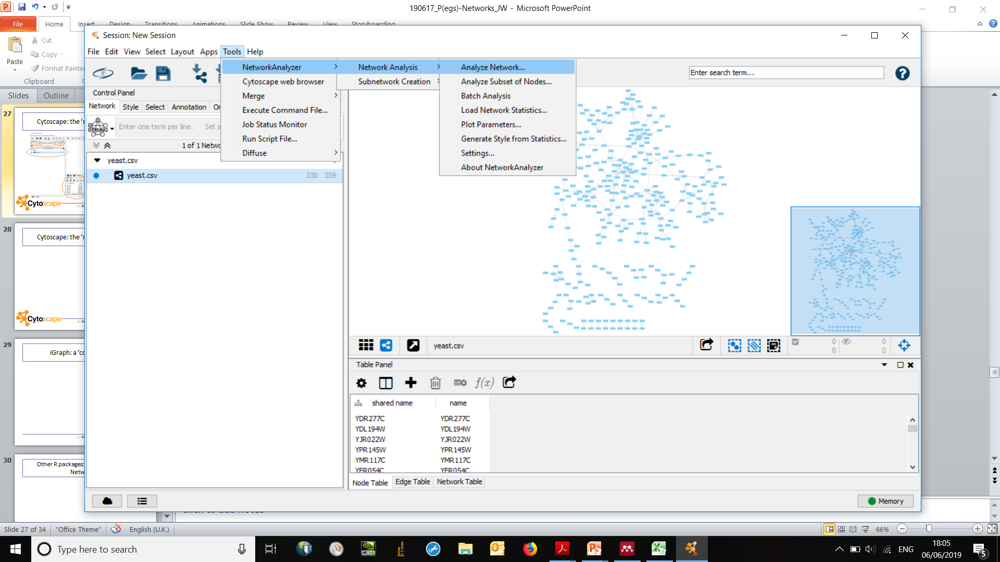 190617_P(egs)-Networks_JW - Microsoft PowerPoint
File Home Insert Design Transitions Animations Slide Show Review View Storyboarding
Paste
Cut
Copy
Format Painter
Clipboard
Slides Outline
27
Cytoscape: the
Cytoscape
28
Cytoscape: the
Cytoscape
29
iGraph: a
30
Other R packages:
Session: New Session
File Edit View Select Layout Apps Tools Help
NetworkAnalyzer
Cytoscape web browser
Merge
Execute Command File...
Job Status Monitor
Run Script File...
Diffuse
Network Analysis
Subnetwork Creation
Analyze Network...
Analyze Subset of Nodes...
Batch Analysis
Load Network Statistics...
Plot Parameters...
Generate Style from Statistics...
Settings...
About NetworkAnalyzer
Enter search term...
Control Panel
Network Style Select Annotation
STRING
Enter one term per line. Set
1 of 1
yeast.csv
yeast.csv 330 359
yeast.csv
0 0
0 0
Table Panel
f(x)
shared name name
YDR277C YDR277C
YDL194W YDL194W
YJR022W YJR022W
YPR145W YPR145W
YMR117C YMR117C
YER054C YER054C
Node Table Edge Table Network Table
Memory
Click to add notes
Slide 27 of 34 "Office Theme" English (U.K.) 66%
Type here to search
ENG
18:05
06/06/2019
5